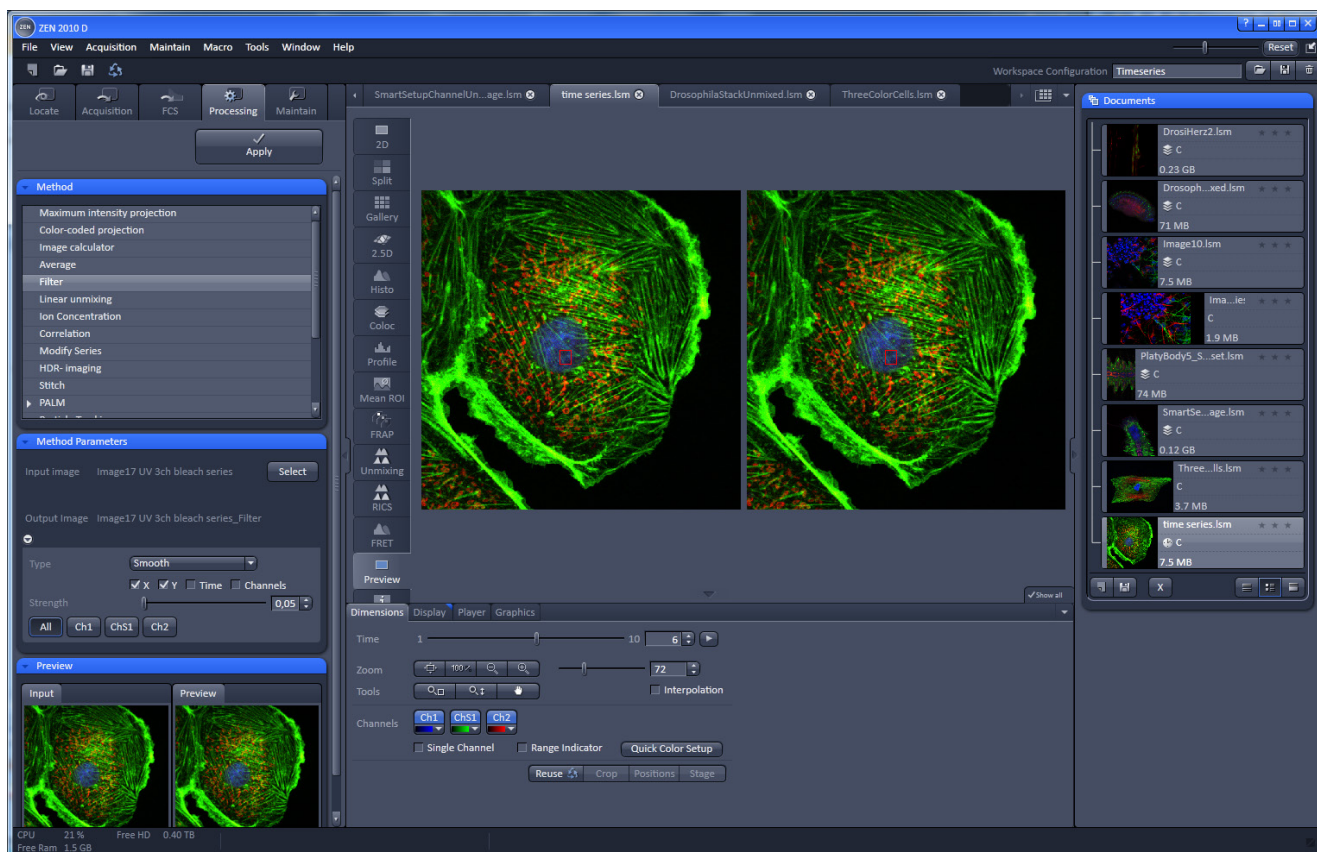 ZEN ZEN 2010 D
File View Acquisition Maintain Macro Tools Window Help
Reset
Workspace Configuration Timeseries
Locate Acquisition FCS Processing Maintain
SmartSetupChannelUn...age.lsm time series.lsm DrosophilaStackUnmixed.lsm ThreeColorCells.lsm
Apply
Method
Maximum intensity projection
Color-coded projection
Image calculator
Average
Filter
Linear unmixing
Ion Concentration
Correlation
Modify Series
HDR- imaging
Stitch
PALM
Method Parameters
Input image Image17 UV 3ch bleach series Select
Output Image Image17 UV 3ch bleach series_Filter
Type Smooth
X Y Time Channels
Strength 0,05
All Ch1 ChS1 Ch2
Preview
Input Preview
2D
Split
Gallery
2.5D
Histo
Coloc
Profile
Mean ROI
FRAP
Unmixing
RICS
FRET
Preview
Show all
Dimensions Display Player Graphics
Time 1 10 6
Zoom 100% 72
Tools Interpolation
Channels Ch1 ChS1 Ch2
Single Channel Range Indicator Quick Color Setup
Reuse Crop Positions Stage
Documents
DrosiHerz2.lsm
C
0.23 GB
Drosoph...xed.lsm
C
71 MB
Image10.lsm
C
7.5 MB
Ima...ies
C
1.9 MB
PlatyBody5_S...set.lsm
C
74 MB
SmartSe...age.lsm
C
0.12 GB
Three...lls.lsm
C
3.7 MB
time series.lsm
C
7.5 MB
X
CPU 21 % Free HD 0.40 TB
Free Ram 1.5 GB